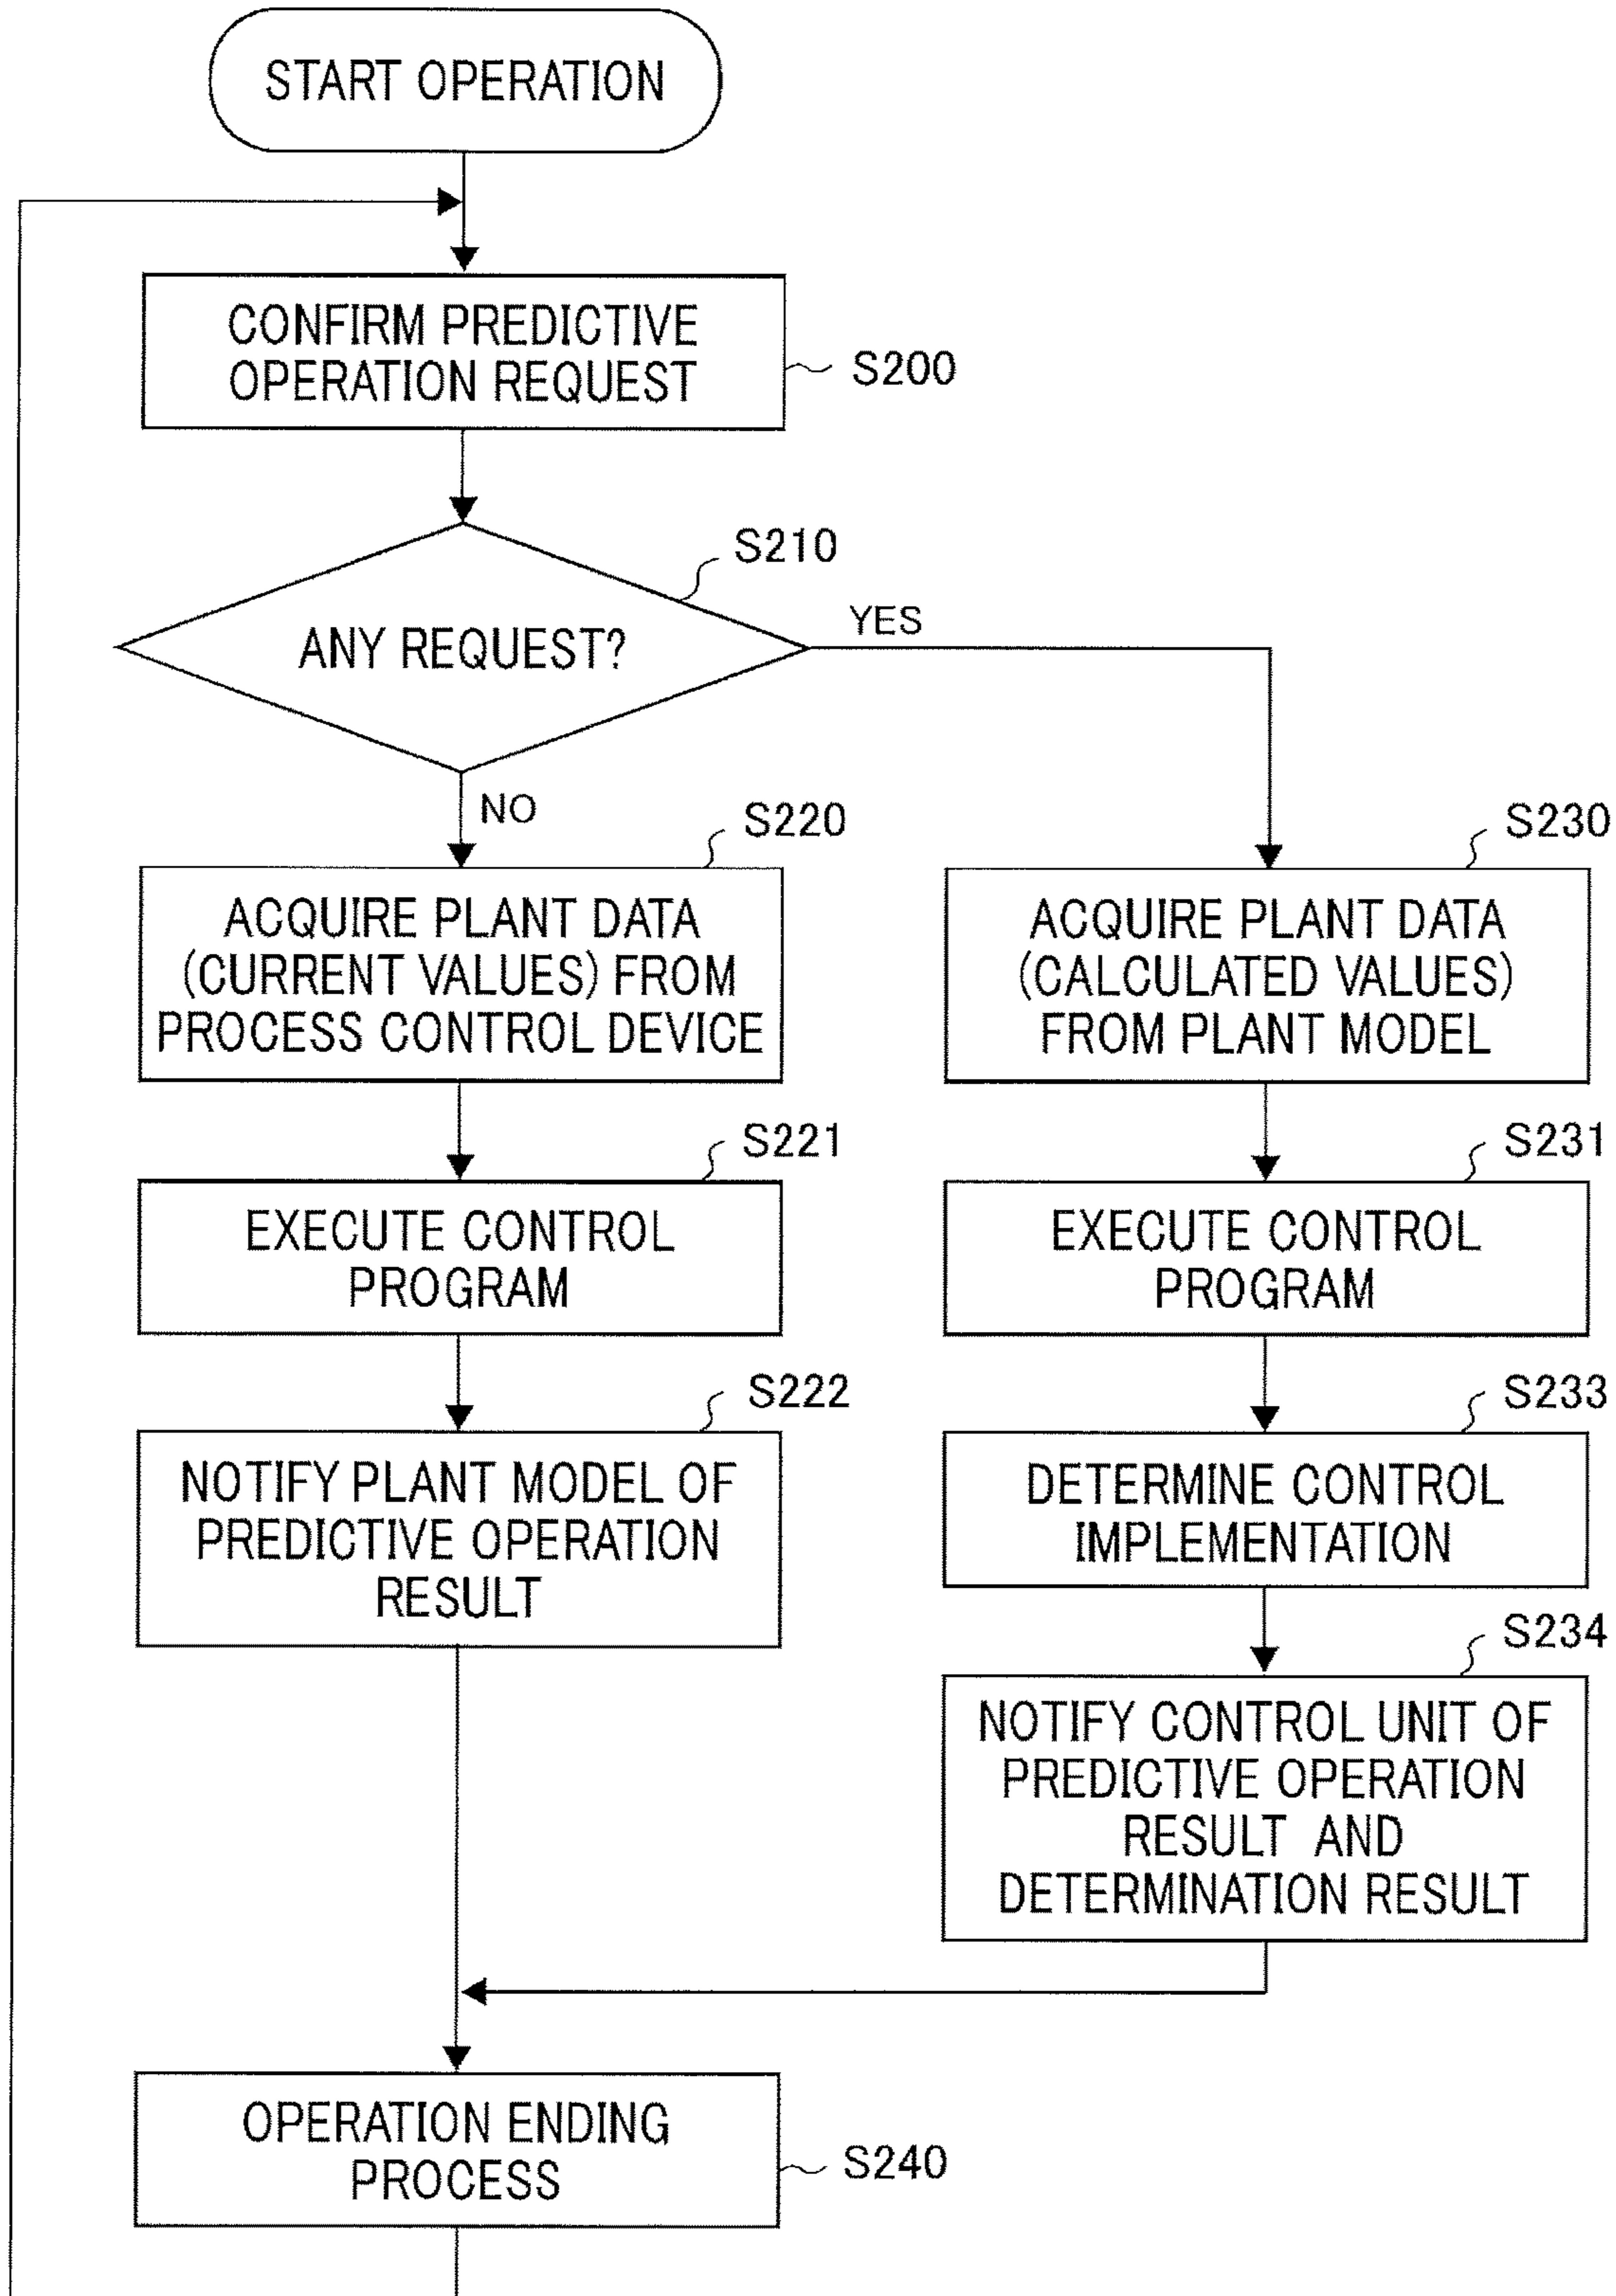 START OPERATION
CONFIRM PREDICTIVE
OPERATION REQUEST
S200
S210
ANY REQUEST?
YES
NO
S220
ACQUIRE PLANT DATA
(CURRENT VALUES) FROM
PROCESS CONTROL DEVICE
S221
EXECUTE CONTROL
PROGRAM
S222
NOTIFY PLANT MODEL OF
PREDICTIVE OPERATION
RESULT
S230
ACQUIRE PLANT DATA
(CALCULATED VALUES)
FROM PLANT MODEL
S231
EXECUTE CONTROL
PROGRAM
S233
DETERMINE CONTROL
IMPLEMENTATION
S234
NOTIFY CONTROL UNIT OF
PREDICTIVE OPERATION
RESULT AND
DETERMINATION RESULT
OPERATION ENDING
PROCESS
S240